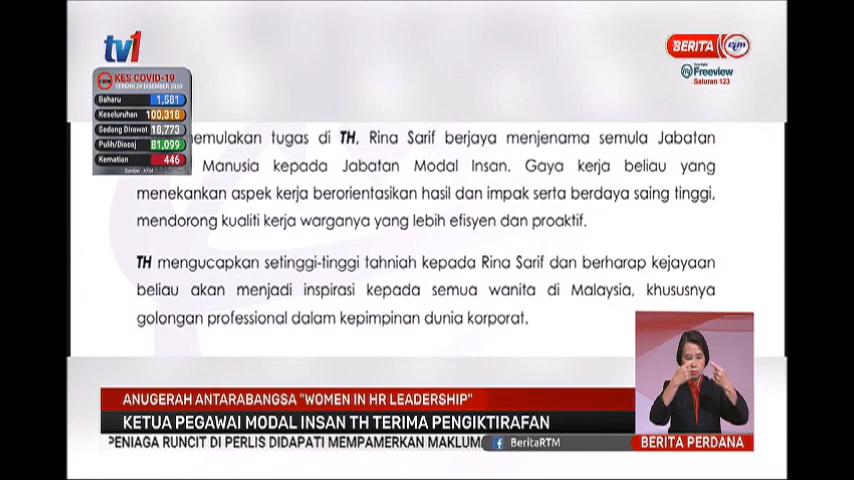 tv1
BERITA rtm
Freeview
Saluran 123
KES COVID-19
TERKINI 24 DISEMBER 2020
Baharu 1,581
Keseluruhan 100,318
Sedang Dirawat 18,773
Pulih/Discaj 81,099
Kematian 446
emulakan tugas di TH, Rina Sarif berjaya menjenama semula Jabatan
Manusia kepada Jabatan Modal Insan. Gaya kerja beliau yang
menekankan aspek kerja berorientasikan hasil dan impak serta berdaya saing tinggi,
mendorong kualiti kerja warganya yang lebih efisyen dan proaktif.
TH mengucapkan setinggi-tinggi tahniah kepada Rina Sarif dan berharap kejayaan
beliau akan menjadi inspirasi kepada semua wanita di Malaysia, khususnya
golongan professional dalam kepimpinan dunia korporat.
ANUGERAH ANTARABANGSA "WOMEN IN HR LEADERSHIP"
KETUA PEGAWAI MODAL INSAN TH TERIMA PENGIKTIRAFAN
PENIAGA RUNCIT DI PERLIS DIDAPATI MEMPAMERKAN MAKLUM
BeritaRTM
BERITA PERDANA